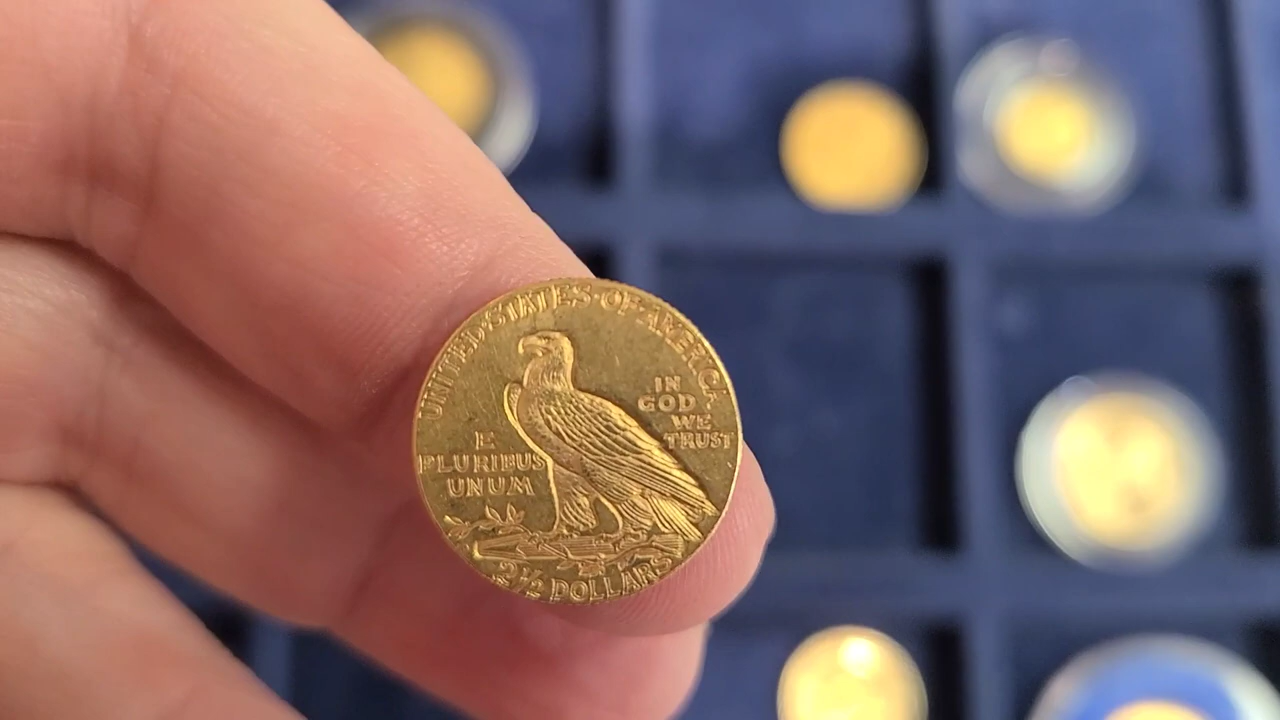 UNITED·STATES·OF·AMERICA·
IN
GOD·
WE
TRUST
E
PLURIBUS
UNUM
2½ DOLLARS